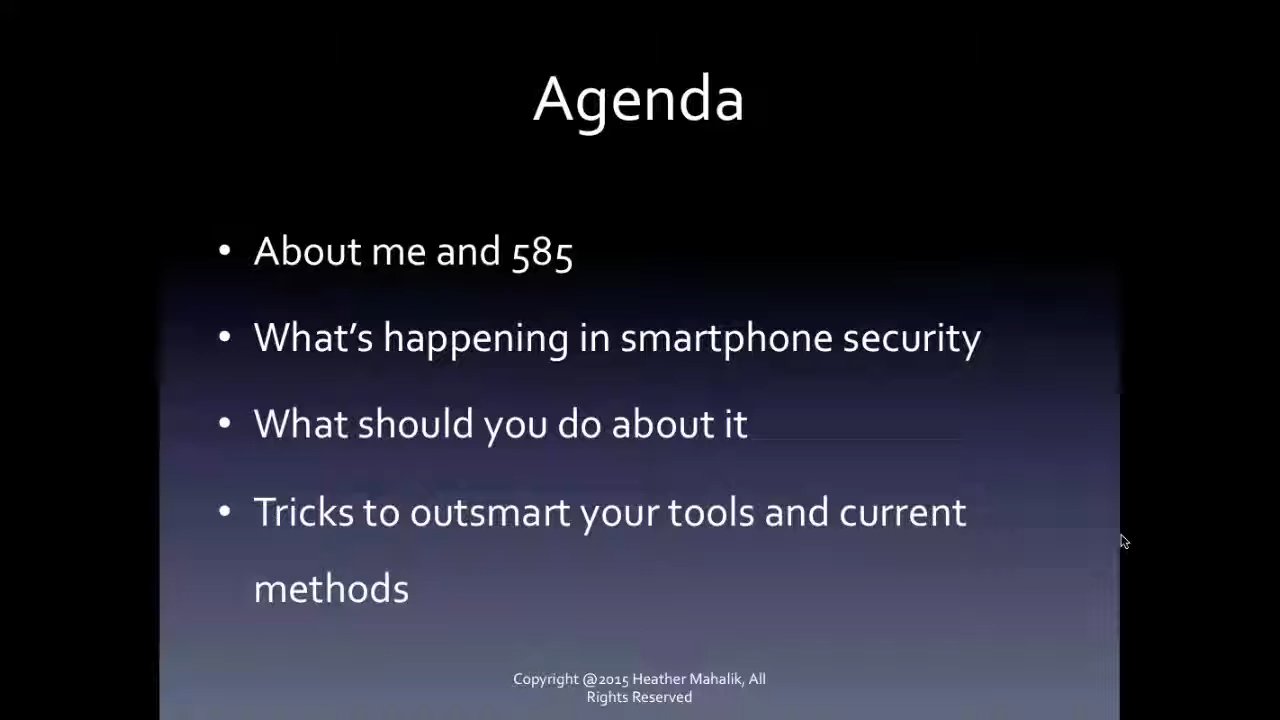 Agenda
• About me and 585
• What’s happening in smartphone security
• What should you do about it
• Tricks to outsmart your tools and current
methods
Copyright @2015 Heather Mahalik, All
Rights Reserved